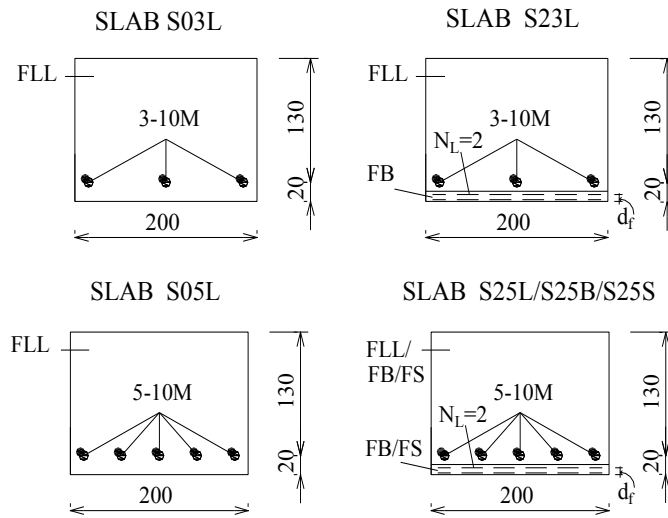 SLAB S03L
FLL
3-10M
130
20
200
SLAB S23L
FLL
3-10M
N_L=2
FB
130
20
200
d_f
SLAB S05L
FLL
5-10M
130
20
200
SLAB S25L/S25B/S25S
FLL/
FB/FS
5-10M
N_L=2
FB/FS
130
20
200
d_f